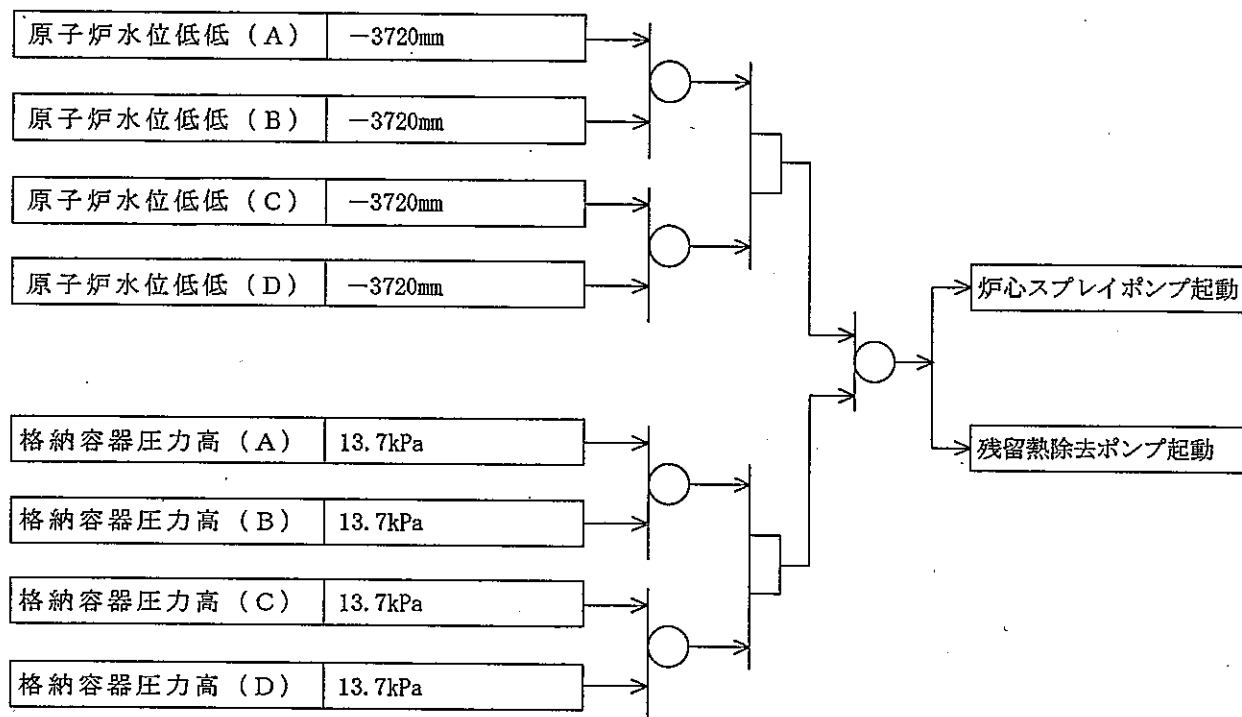 原子炉水位低低（A） －3720mm
原子炉水位低低（B） －3720mm
原子炉水位低低（C） －3720mm
原子炉水位低低（D） －3720mm
炉心スプレイポンプ起動
格納容器圧力高（A） 13.7kPa
残留熱除去ポンプ起動
格納容器圧力高（B） 13.7kPa
格納容器圧力高（C） 13.7kPa
格納容器圧力高（D） 13.7kPa